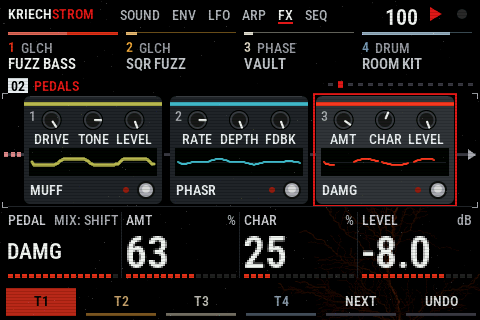 KRIECHSTROM SOUND ENV LFO ARP FX SEQ 100
1 GLCH 2 GLCH 3 PHASE 4 DRUM
FUZZ BASS SQR FUZZ VAULT ROOM KIT
02 PEDALS
1 2 3
DRIVE TONE LEVEL RATE DEPTH FDBK AMT CHAR LEVEL
MUFF PHASR DAMG
PEDAL MIX: SHIFT AMT % CHAR % LEVEL dB
DAMG 63 25 -8.0
T1 T2 T3 T4 NEXT UNDO